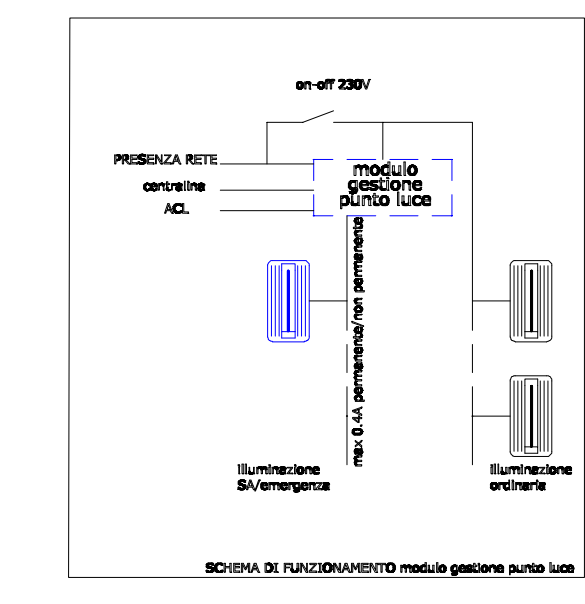 on-off 230V
PRESENZA RETE
centralina
ACL
modulo
gestione
punto luce
max 0.4A permanente/non permanente
illuminazione
SA/emergenza
illuminazione
ordinaria
SCHEMA DI FUNZIONAMENTO modulo gestione punto luce